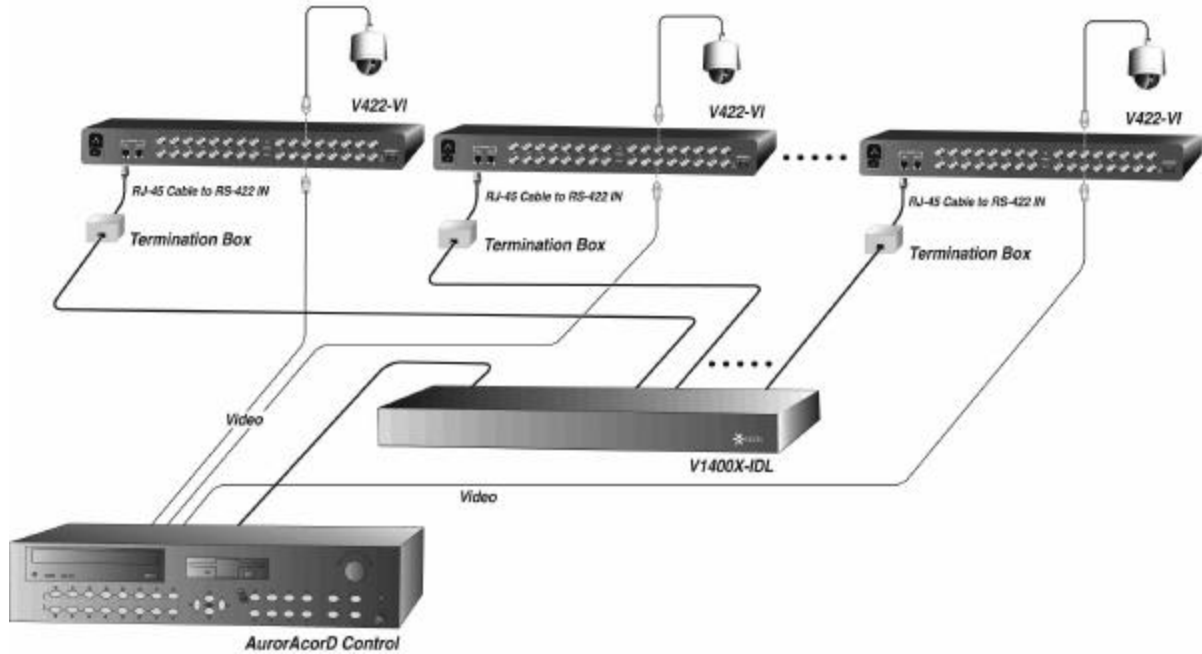 V422-VI
V422-VI
V422-VI
RJ-45 Cable to RS-422 IN
RJ-45 Cable to RS-422 IN
RJ-45 Cable to RS-422 IN
Termination Box
Termination Box
Termination Box
Video
V1400X-IDL
Video
AurorAcorD Control